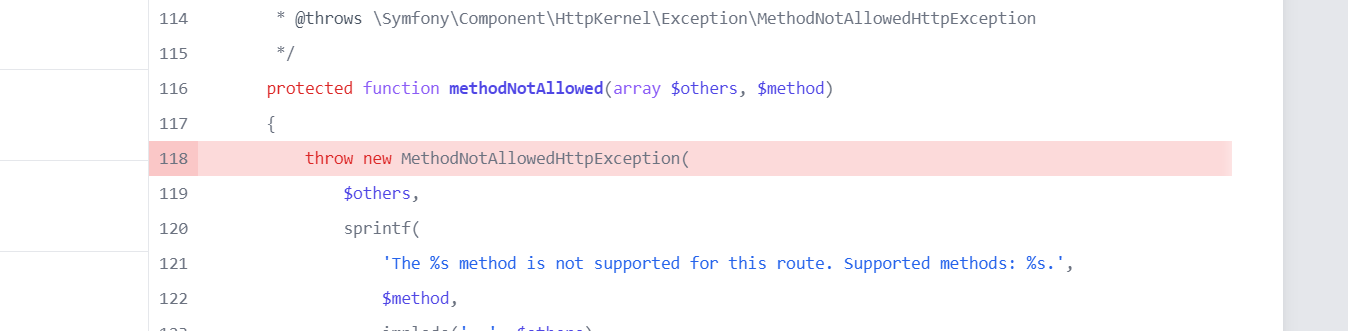 114 * @throws \Symfony\Component\HttpKernel\Exception\MethodNotAllowedHttpException
115 */
116 protected function methodNotAllowed(array $others, $method)
117 {
118 throw new MethodNotAllowedHttpException(
119 $others,
120 sprintf(
121 'The %s method is not supported for this route. Supported methods: %s.',
122 $method,